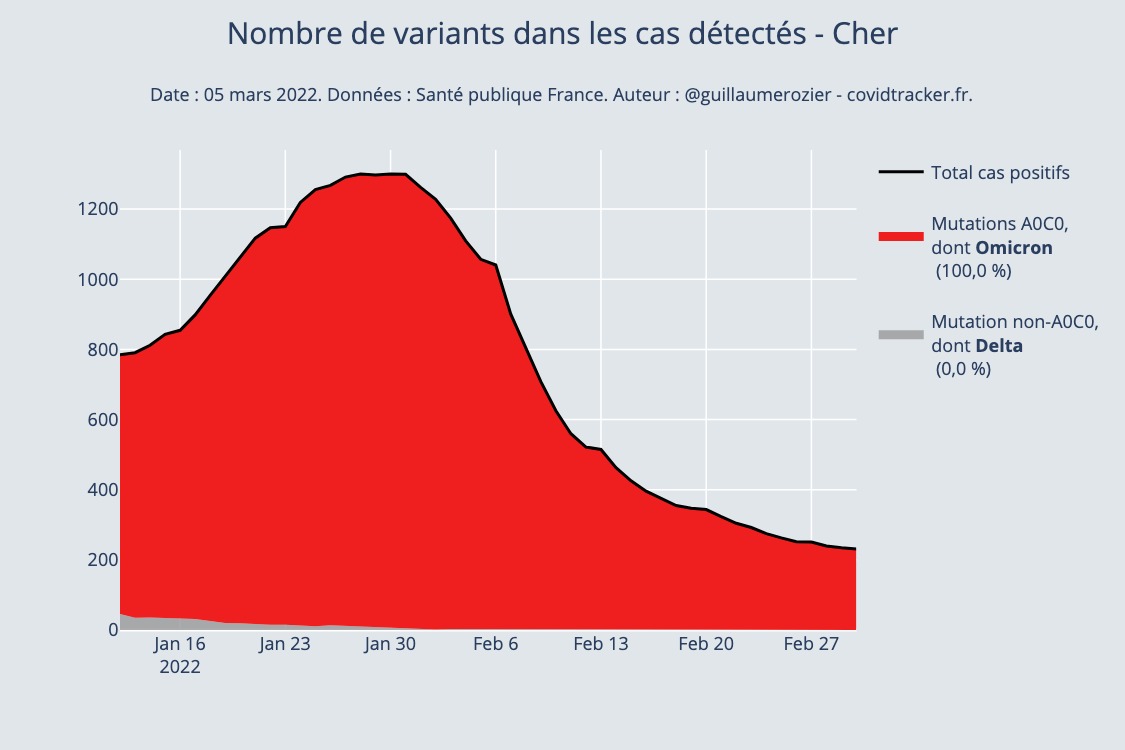 Nombre de variants dans les cas détectés - Cher
Date : 05 mars 2022. Données : Santé publique France. Auteur : @guillaumerozier - covidtracker.fr.
Total cas positifs
Mutations A0C0,
dont Omicron
(100,0 %)
Mutation non-A0C0,
dont Delta
(0,0 %)
1200
1000
800
600
400
200
0
Jan 16
2022
Jan 23
Jan 30
Feb 6
Feb 13
Feb 20
Feb 27